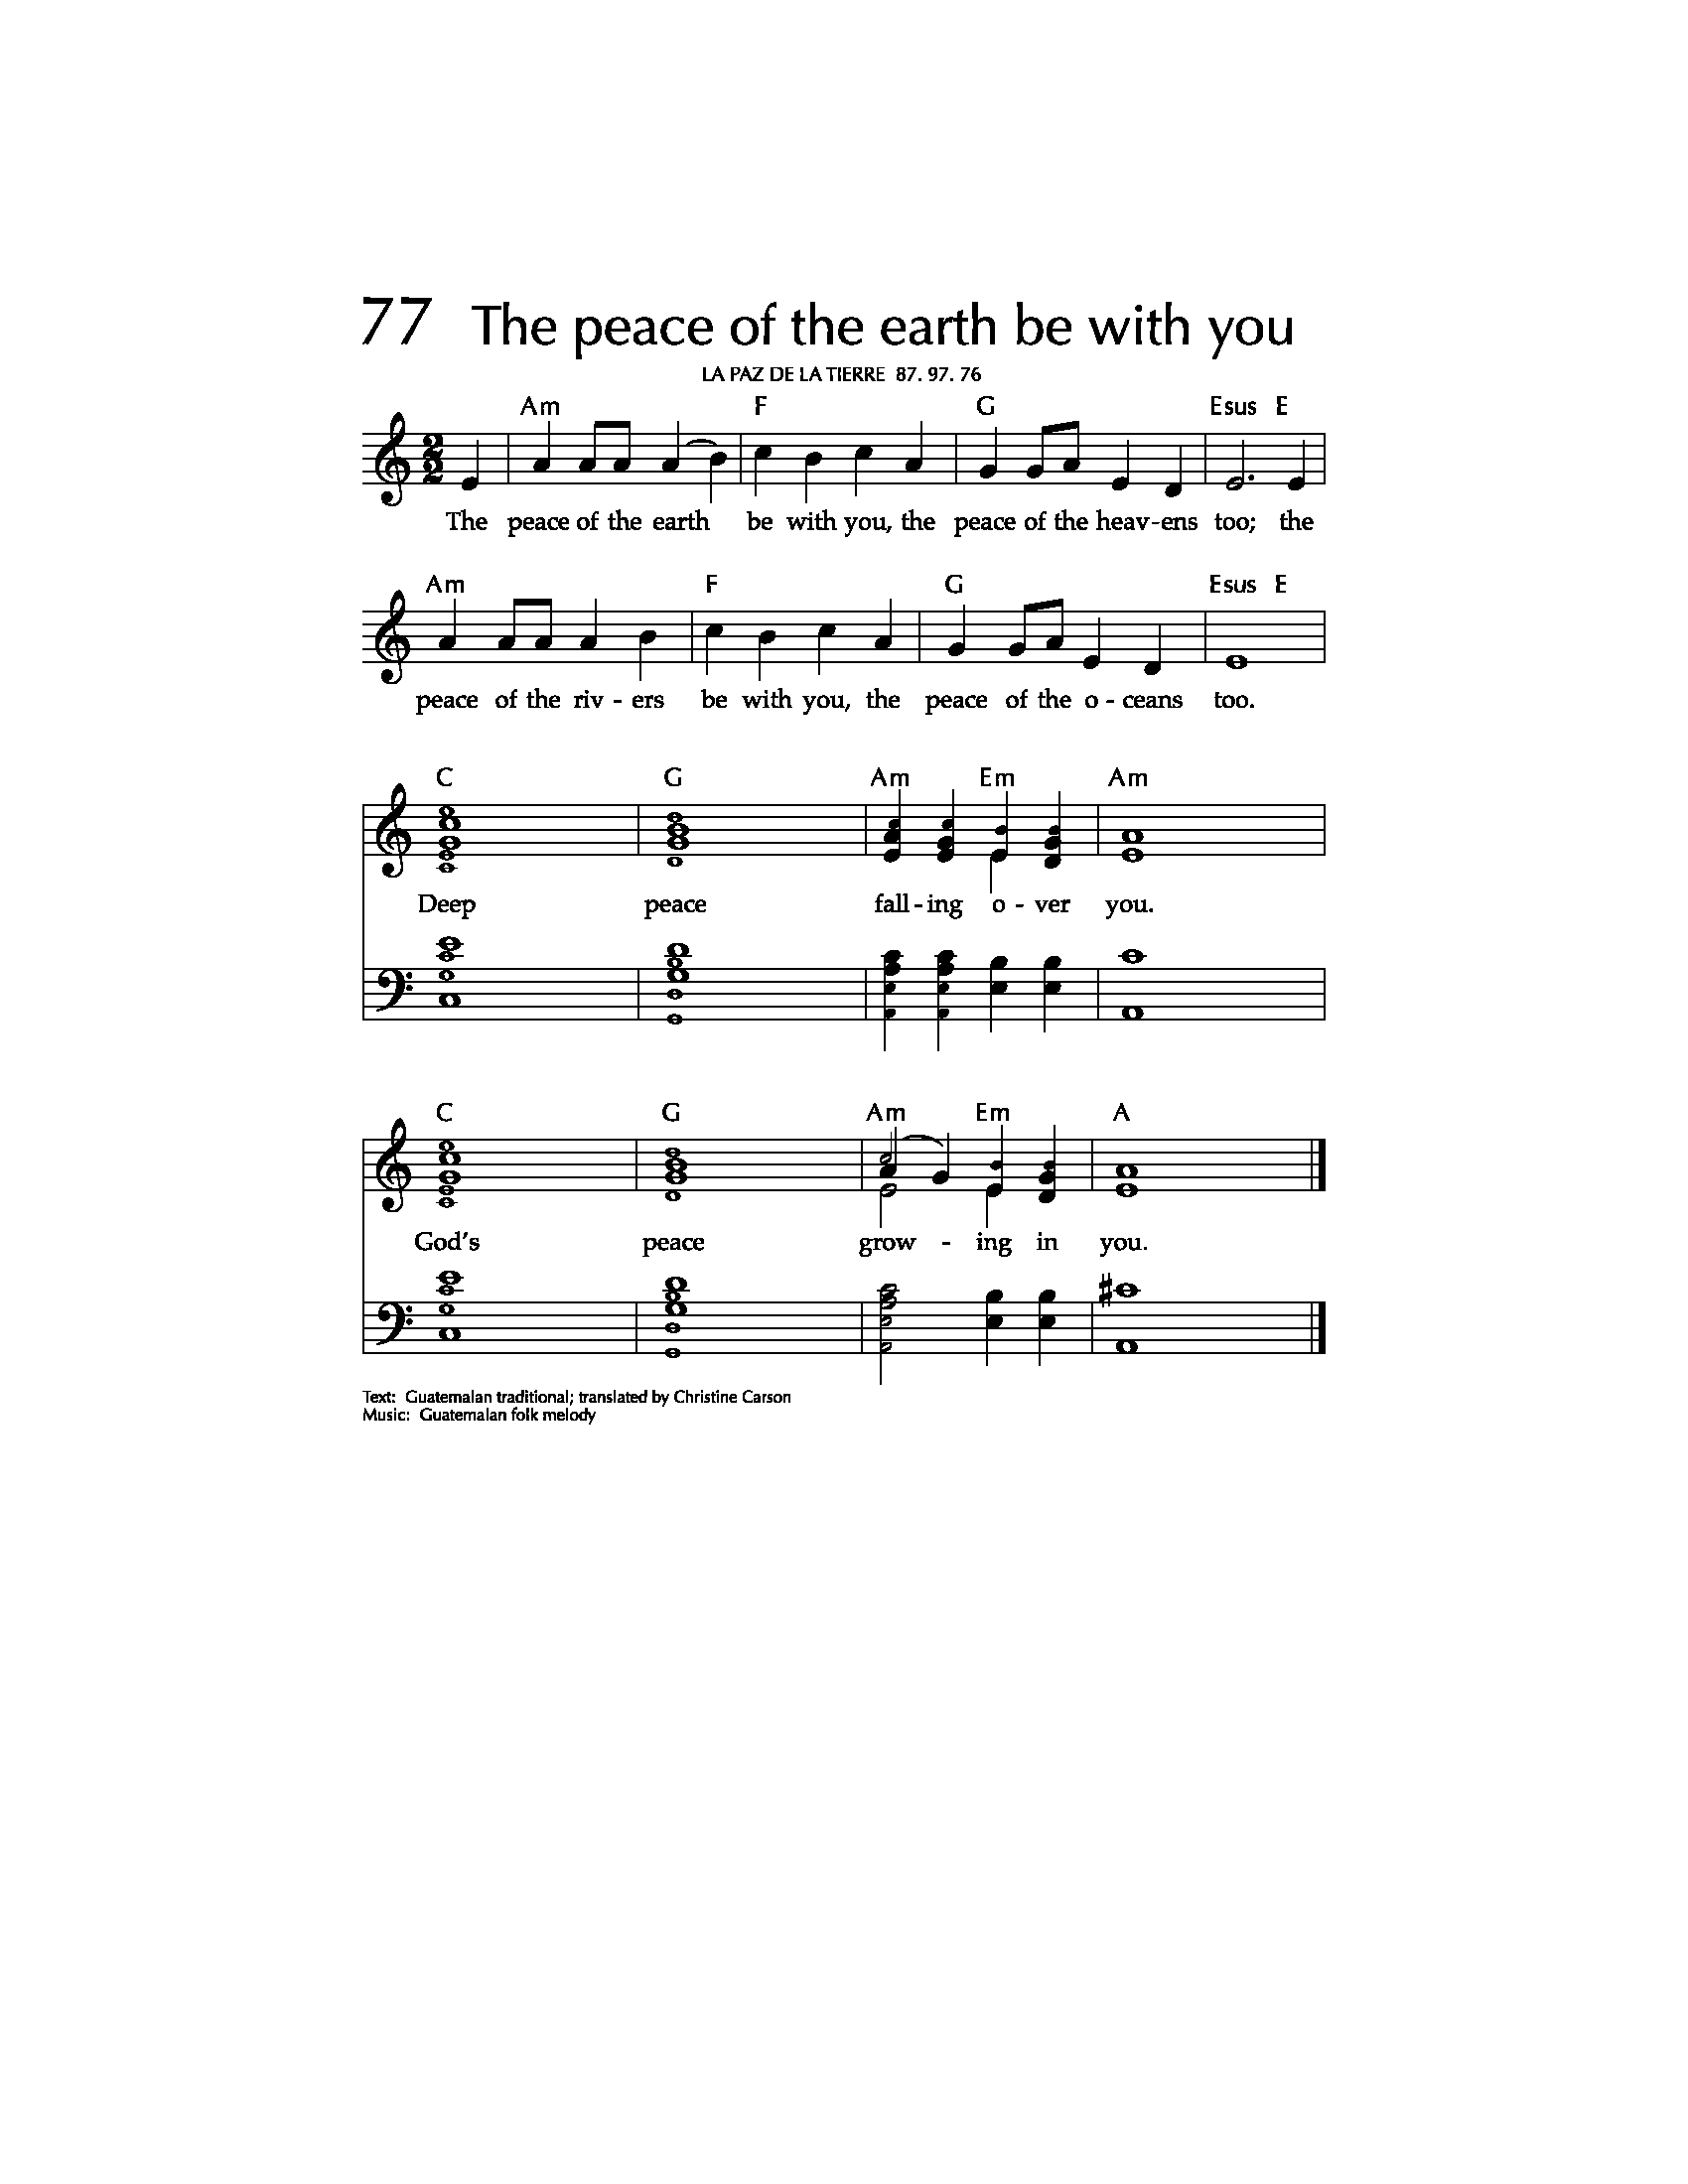 77 The peace of the earth be with you
LA PAZ DE LA TIERRE 87. 97. 76
Am F G Esus E
2
2
The peace of the earth be with you, the peace of the heav-ens too; the
Am F G Esus E
peace of the riv - ers be with you, the peace of the o - ceans too.
C G Am Em Am
Deep peace fall - ing o - ver you.
C G Am Em A
God's peace grow - ing in you.
Text: Guatemalan traditional; translated by Christine Carson
Music: Guatemalan folk melody